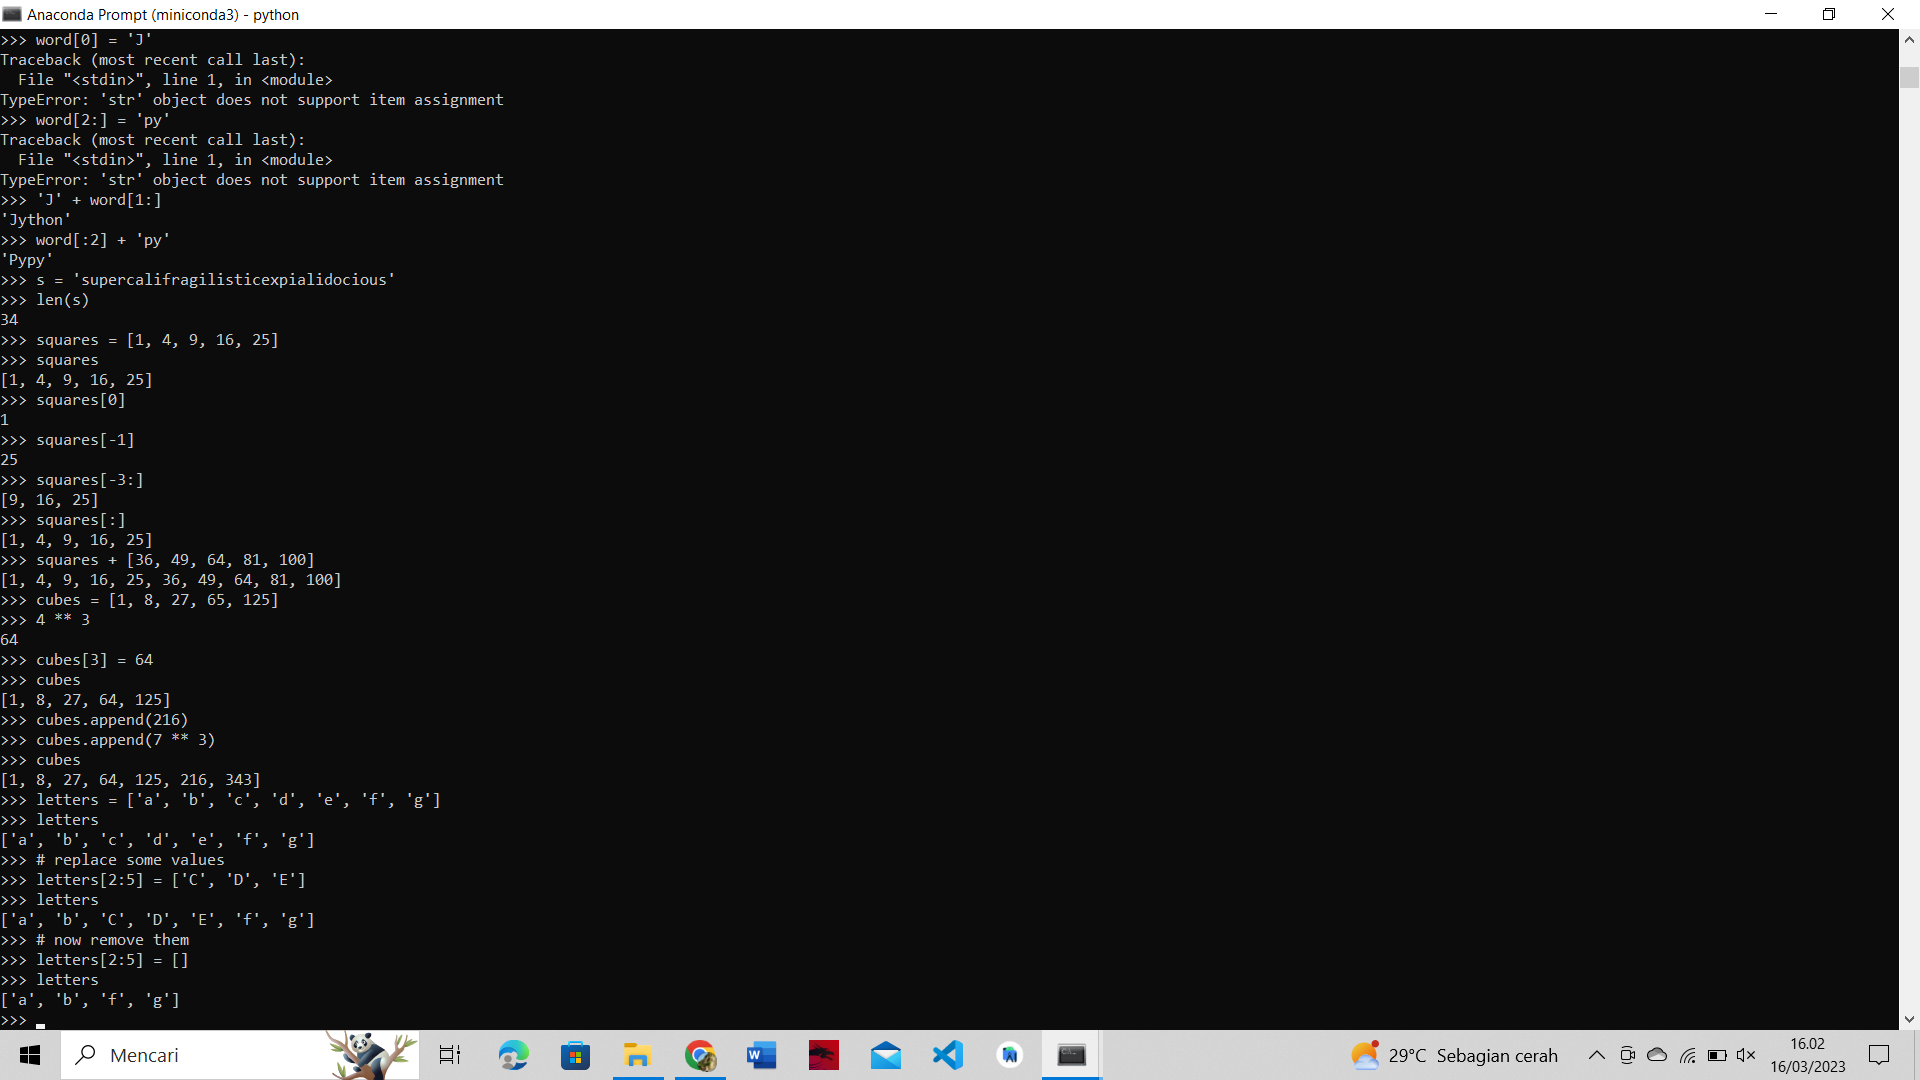 Anaconda Prompt (miniconda3) - python
>>> word[0] = 'J'
Traceback (most recent call last):
  File "<stdin>", line 1, in <module>
TypeError: 'str' object does not support item assignment
>>> word[2:] = 'py'
Traceback (most recent call last):
  File "<stdin>", line 1, in <module>
TypeError: 'str' object does not support item assignment
>>> 'J' + word[1:]
'Jython'
>>> word[:2] + 'py'
'Pypy'
>>> s = 'supercalifragilisticexpialidocious'
>>> len(s)
34
>>> squares = [1, 4, 9, 16, 25]
>>> squares
[1, 4, 9, 16, 25]
>>> squares[0]
1
>>> squares[-1]
25
>>> squares[-3:]
[9, 16, 25]
>>> squares[:]
[1, 4, 9, 16, 25]
>>> squares + [36, 49, 64, 81, 100]
[1, 4, 9, 16, 25, 36, 49, 64, 81, 100]
>>> cubes = [1, 8, 27, 65, 125]
>>> 4 ** 3
64
>>> cubes[3] = 64
>>> cubes
[1, 8, 27, 64, 125]
>>> cubes.append(216)
>>> cubes.append(7 ** 3)
>>> cubes
[1, 8, 27, 64, 125, 216, 343]
>>> letters = ['a', 'b', 'c', 'd', 'e', 'f', 'g']
>>> letters
['a', 'b', 'c', 'd', 'e', 'f', 'g']
>>> # replace some values
>>> letters[2:5] = ['C', 'D', 'E']
>>> letters
['a', 'b', 'C', 'D', 'E', 'f', 'g']
>>> # now remove them
>>> letters[2:5] = []
>>> letters
['a', 'b', 'f', 'g']
>>>
Mencari
29°C Sebagian cerah
16.02
16/03/2023